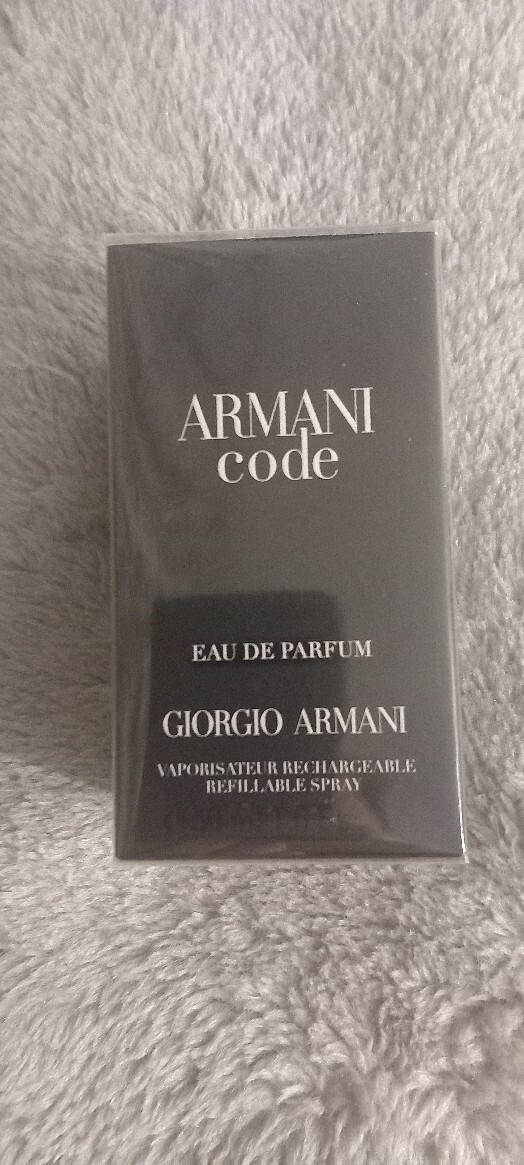 ARMANI
code
EAU DE PARFUM
GIORGIO ARMANI
VAPORISATEUR RECHARGEABLE
REFILLABLE SPRAY